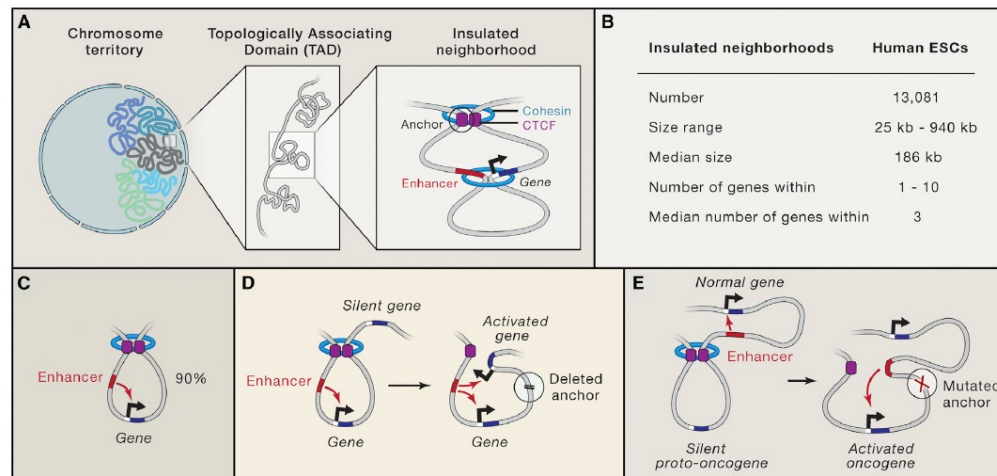 A
Chromosome
territory
Topologically Associating
Domain (TAD)
Insulated
neighborhood
Cohesin
CTCF
Anchor
Enhancer
Gene
B
Insulated neighborhoods Human ESCs
Number 13,081
Size range 25 kb - 940 kb
Median size 186 kb
Number of genes within 1 - 10
Median number of genes within 3
C
Enhancer
90%
Gene
D
Silent gene
Activated
gene
Enhancer
Deleted
anchor
Gene
Gene
E
Normal gene
Enhancer
Mutated
anchor
Silent
proto-oncogene
Activated
oncogene